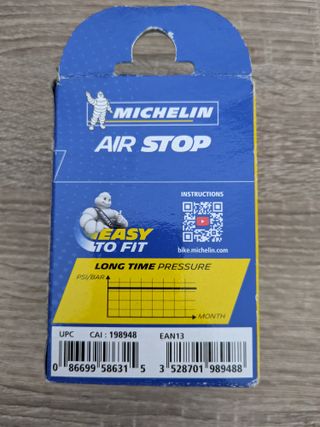 MICHELIN
AIR STOP
INSTRUCTIONS
bike.michelin.com
EASY
TO FIT
LONG TIME PRESSURE
PSI/BAR
MONTH
UPC CAI : 198948 EAN13
0 86699 58631 5 3 528701 989488